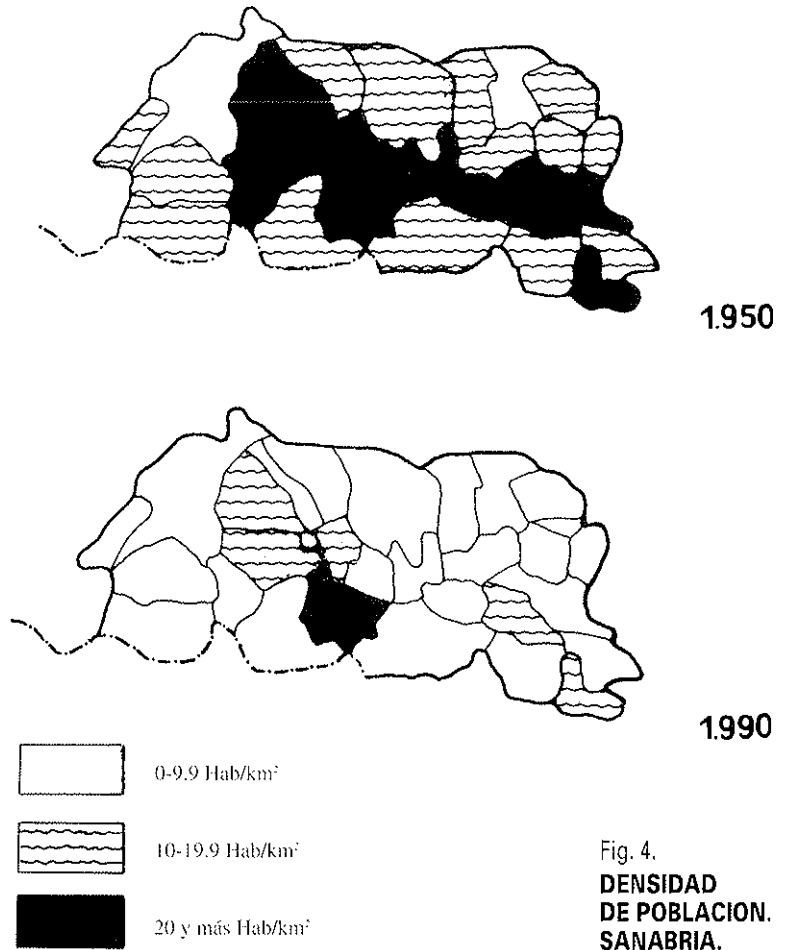 1.950
1.990
0-9.9 Hab/km²
10-19.9 Hab/km²
20 y más Hab/km²
Fig. 4.
DENSIDAD
DE POBLACION.
SANABRIA.